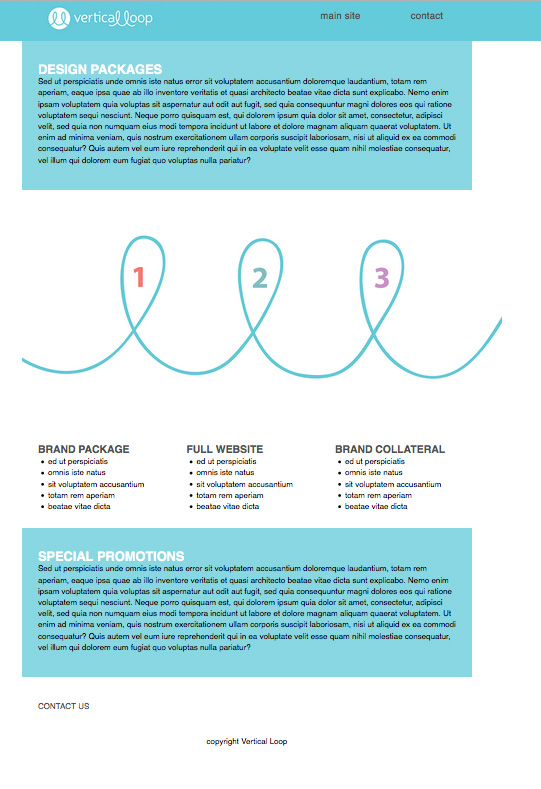 verticalloop
main site
contact
DESIGN PACKAGES
Sed ut perspiciatis unde omnis iste natus error sit voluptatem accusantium doloremque laudantium, totam rem
aperiam, eaque ipsa quae ab illo inventore veritatis et quasi architecto beatae vitae dicta sunt explicabo. Nemo enim
ipsam voluptatem quia voluptas sit aspernatur aut odit aut fugit, sed quia consequuntur magni dolores eos qui ratione
voluptatem sequi nesciunt. Neque porro quisquam est, qui dolorem ipsum quia dolor sit amet, consectetur, adipisci
velit, sed quia non numquam eius modi tempora incidunt ut labore et dolore magnam aliquam quaerat voluptatem. Ut
enim ad minima veniam, quis nostrum exercitationem ullam corporis suscipit laboriosam, nisi ut aliquid ex ea commodi
consequatur? Quis autem vel eum iure reprehenderit qui in ea voluptate velit esse quam nihil molestiae consequatur,
vel illum qui dolorem eum fugiat quo voluptas nulla pariatur?
1
2
3
BRAND PACKAGE
• ed ut perspiciatis
• omnis iste natus
• sit voluptatem accusantium
• totam rem aperiam
• beatae vitae dicta
FULL WEBSITE
• ed ut perspiciatis
• omnis iste natus
• sit voluptatem accusantium
• totam rem aperiam
• beatae vitae dicta
BRAND COLLATERAL
• ed ut perspiciatis
• omnis iste natus
• sit voluptatem accusantium
• totam rem aperiam
• beatae vitae dicta
SPECIAL PROMOTIONS
Sed ut perspiciatis unde omnis iste natus error sit voluptatem accusantium doloremque laudantium, totam rem
aperiam, eaque ipsa quae ab illo inventore veritatis et quasi architecto beatae vitae dicta sunt explicabo. Nemo enim
ipsam voluptatem quia voluptas sit aspernatur aut odit aut fugit, sed quia consequuntur magni dolores eos qui ratione
voluptatem sequi nesciunt. Neque porro quisquam est, qui dolorem ipsum quia dolor sit amet, consectetur, adipisci
velit, sed quia non numquam eius modi tempora incidunt ut labore et dolore magnam aliquam quaerat voluptatem. Ut
enim ad minima veniam, quis nostrum exercitationem ullam corporis suscipit laboriosam, nisi ut aliquid ex ea commodi
consequatur? Quis autem vel eum iure reprehenderit qui in ea voluptate velit esse quam nihil molestiae consequatur,
vel illum qui dolorem eum fugiat quo voluptas nulla pariatur?
CONTACT US
copyright Vertical Loop